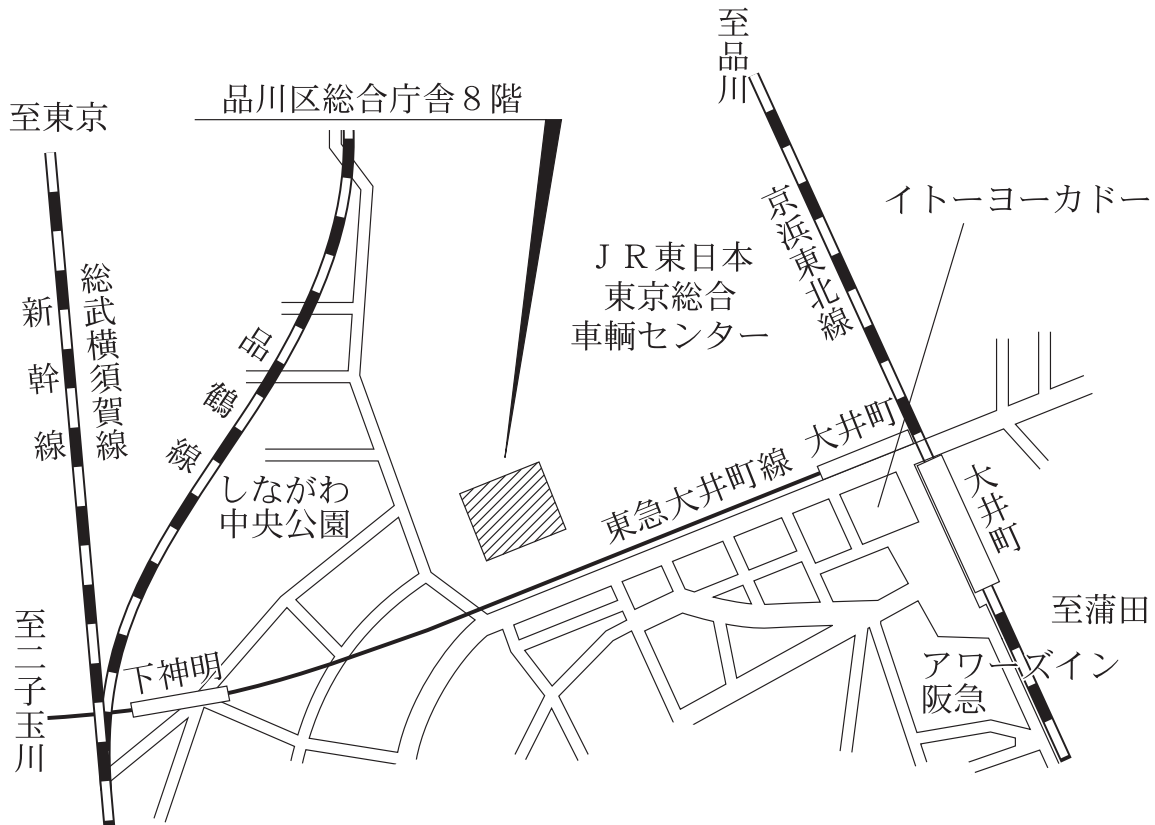 至品川
品川区総合庁舎８階
至東京
イトーヨーカドー
京浜東北線
ＪＲ東日本
東京総合
車輌センター
総武横須賀線
新幹線
品鶴線
大井町
東急大井町線
しながわ
中央公園
大井町
至蒲田
至二子玉川
下神明
アワーズイン
阪急